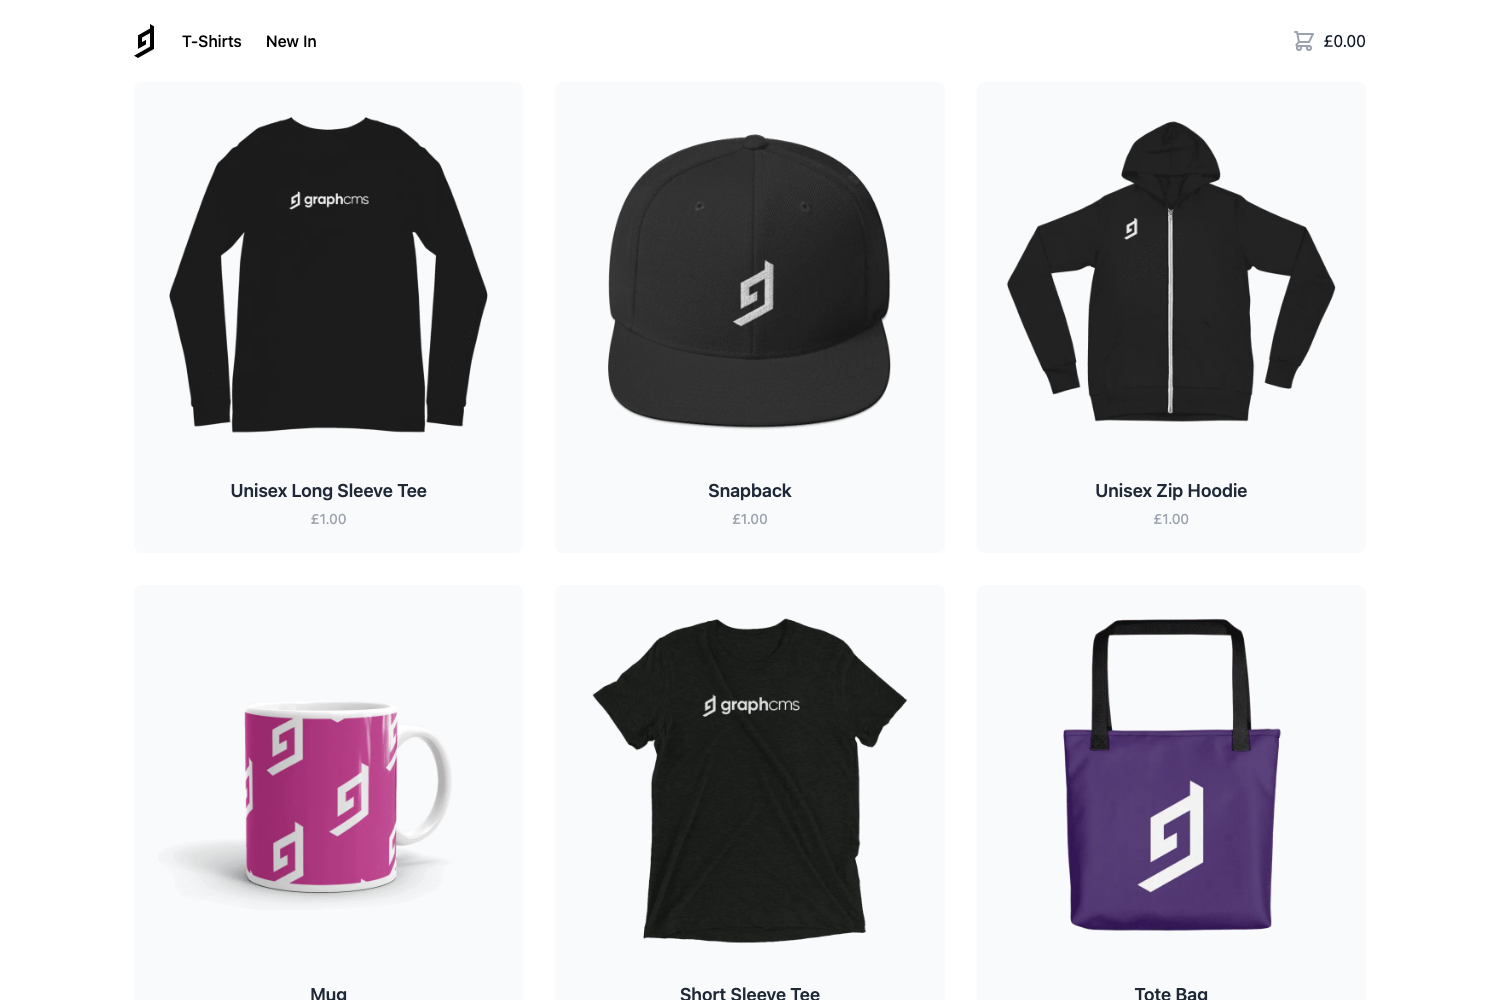 T-Shirts New In £0.00
graphcms
Unisex Long Sleeve Tee
£1.00
Snapback
£1.00
Unisex Zip Hoodie
£1.00
graphcms
Mug
Short Sleeve Tee
Tote Bag